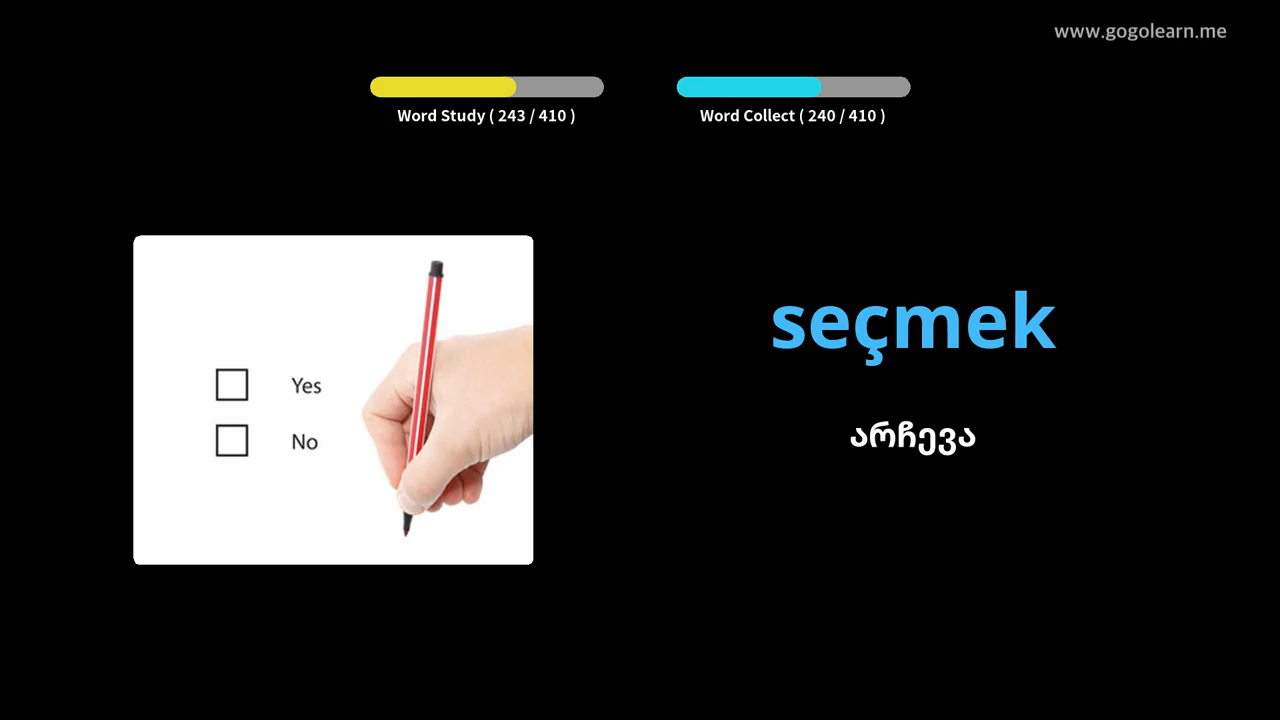 www.gogolearn.me
Word Study ( 243 / 410 )
Word Collect ( 240 / 410 )
Yes
No
seçmek
არჩევა